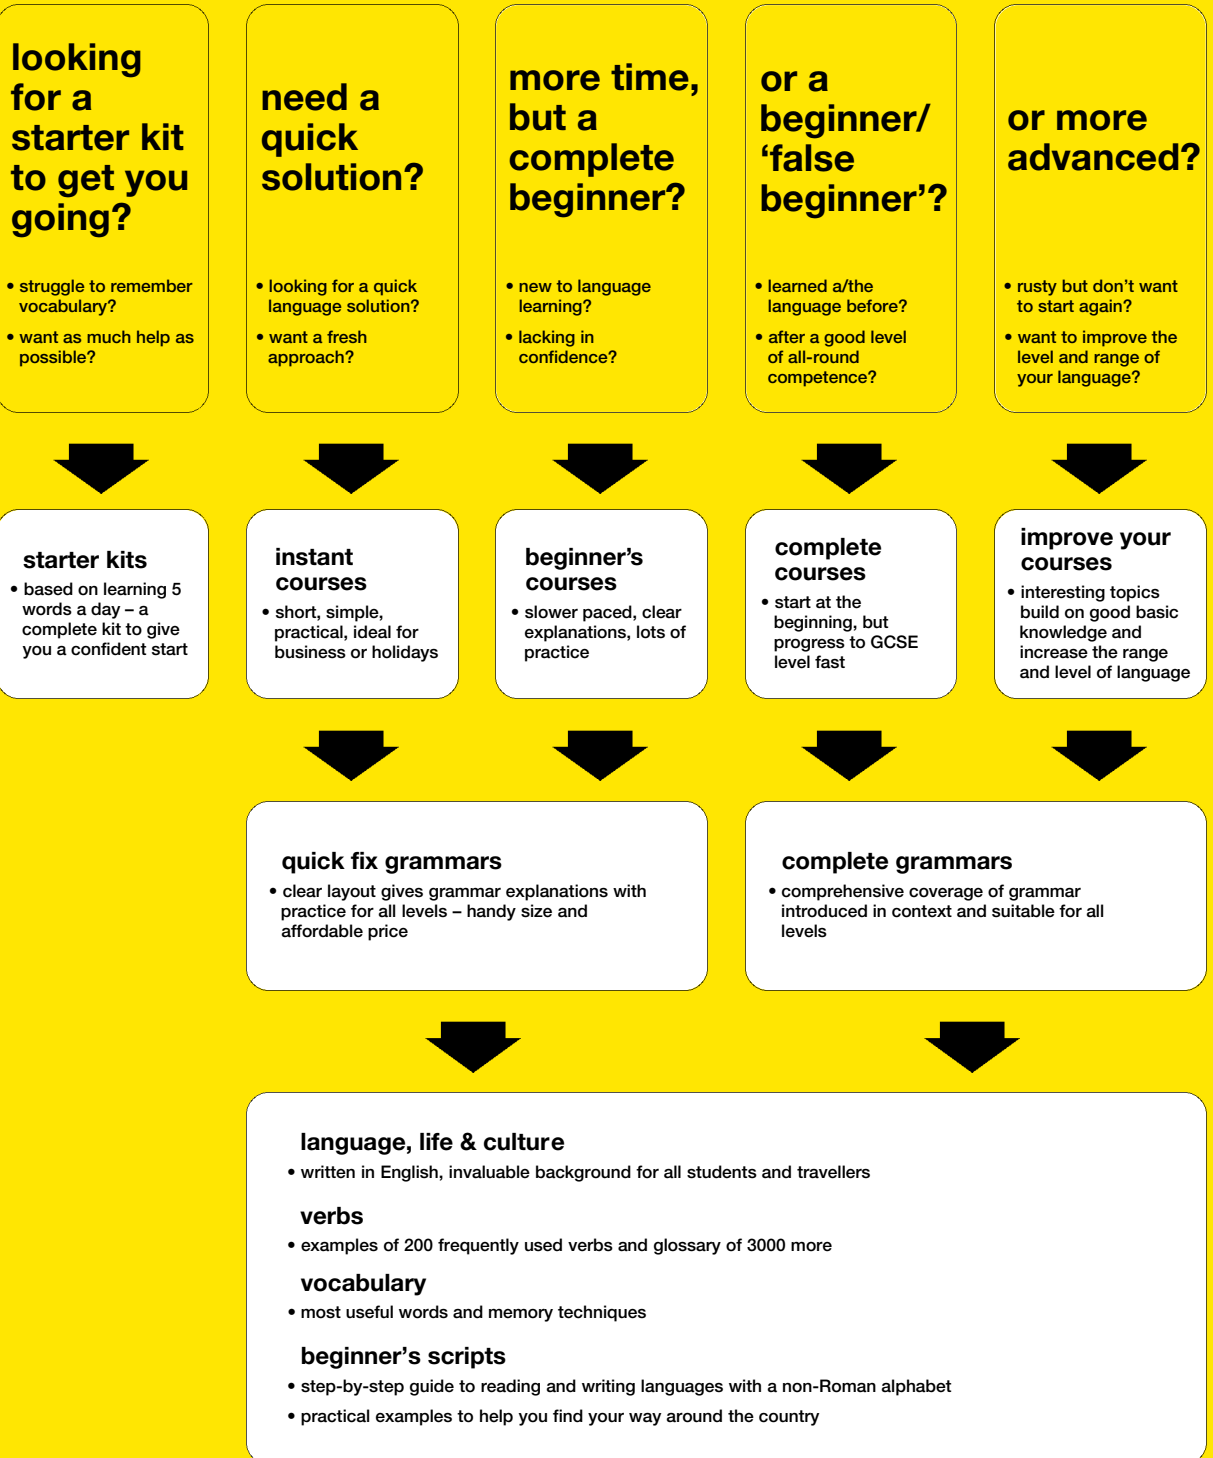 looking
for a
starter kit
to get you
going?
• struggle to remember
vocabulary?
• want as much help as
possible?
need a
quick
solution?
• looking for a quick
language solution?
• want a fresh
approach?
more time,
but a
complete
beginner?
• new to language
learning?
• lacking in
confidence?
or a
beginner/
‘false
beginner’?
• learned a/the
language before?
• after a good level
of all-round
competence?
or more
advanced?
• rusty but don’t want
to start again?
• want to improve the
level and range of
your language?
starter kits
• based on learning 5
words a day – a
complete kit to give
you a confident start
instant
courses
• short, simple,
practical, ideal for
business or holidays
beginner’s
courses
• slower paced, clear
explanations, lots of
practice
complete
courses
• start at the
beginning, but
progress to GCSE
level fast
improve your
courses
• interesting topics
build on good basic
knowledge and
increase the range
and level of language
quick fix grammars
• clear layout gives grammar explanations with
practice for all levels – handy size and
affordable price
complete grammars
• comprehensive coverage of grammar
introduced in context and suitable for all
levels
language, life & culture
• written in English, invaluable background for all students and travellers
verbs
• examples of 200 frequently used verbs and glossary of 3000 more
vocabulary
• most useful words and memory techniques
beginner’s scripts
• step-by-step guide to reading and writing languages with a non-Roman alphabet
• practical examples to help you find your way around the country